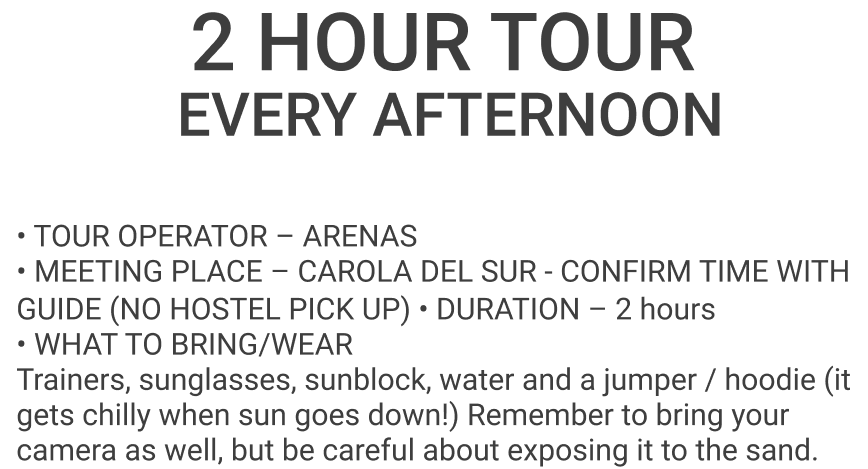 2 HOUR TOUR
EVERY AFTERNOON
• TOUR OPERATOR – ARENAS
• MEETING PLACE – CAROLA DEL SUR - CONFIRM TIME WITH
GUIDE (NO HOSTEL PICK UP) • DURATION – 2 hours
• WHAT TO BRING/WEAR
Trainers, sunglasses, sunblock, water and a jumper / hoodie (it
gets chilly when sun goes down!) Remember to bring your
camera as well, but be careful about exposing it to the sand.